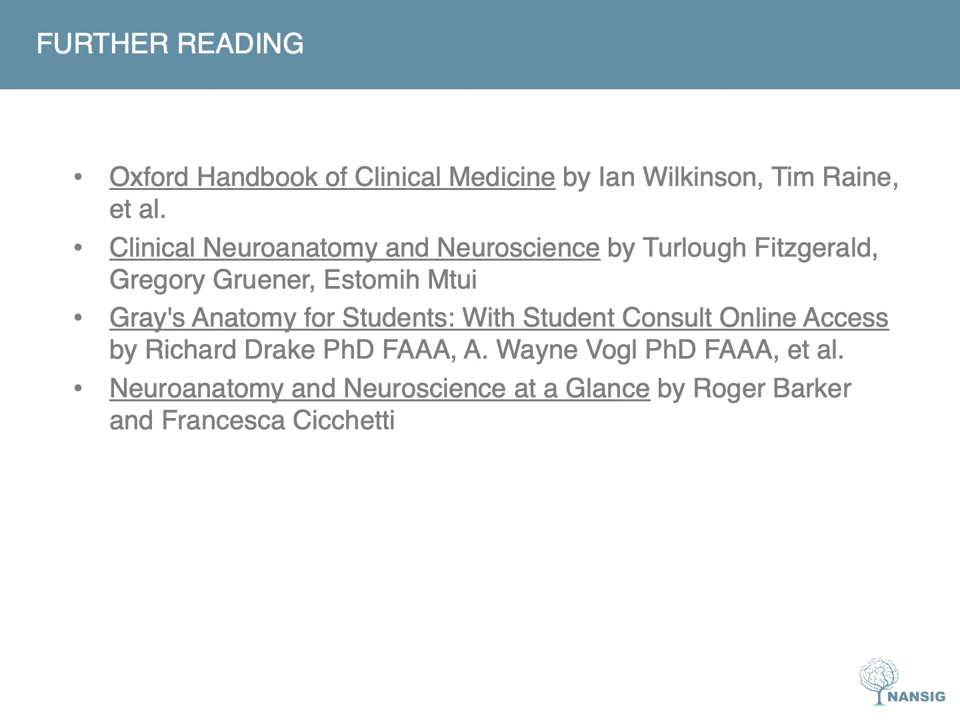 FURTHER READING
• Oxford Handbook of Clinical Medicine by Ian Wilkinson, Tim Raine,
et al.
• Clinical Neuroanatomy and Neuroscience by Turlough Fitzgerald,
Gregory Gruener, Estomih Mtui
• Gray's Anatomy for Students: With Student Consult Online Access
by Richard Drake PhD FAAA, A. Wayne Vogl PhD FAAA, et al.
• Neuroanatomy and Neuroscience at a Glance by Roger Barker
and Francesca Cicchetti
NANSIG